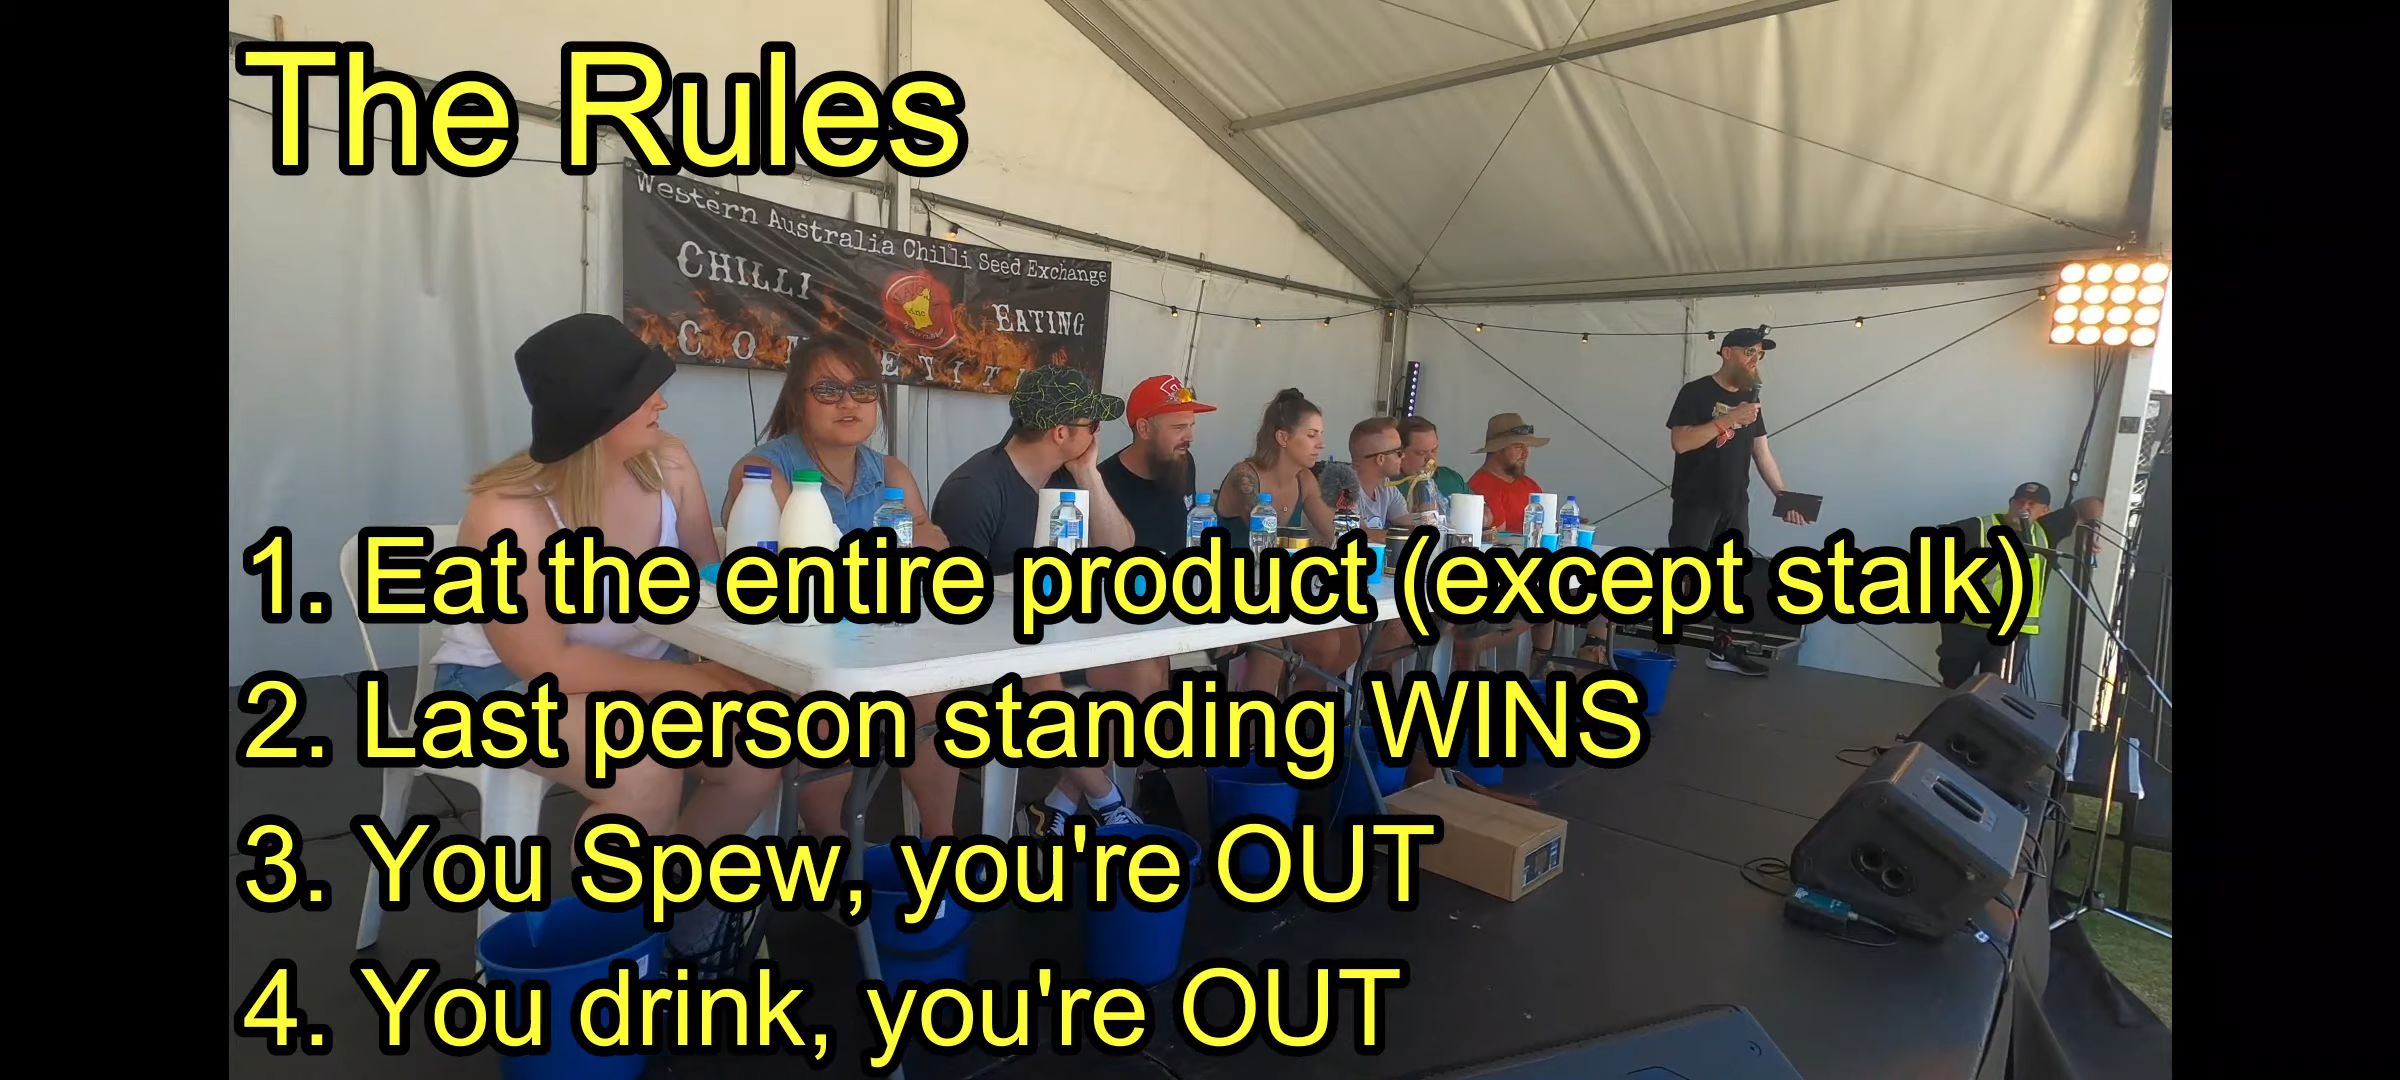 The Rules
Western Australia Chilli Seed Exchange
CHILLI
EATING
1. Eat the entire product (except stalk)
2. Last person standing WINS
3. You Spew, you're OUT
4. You drink, you're OUT